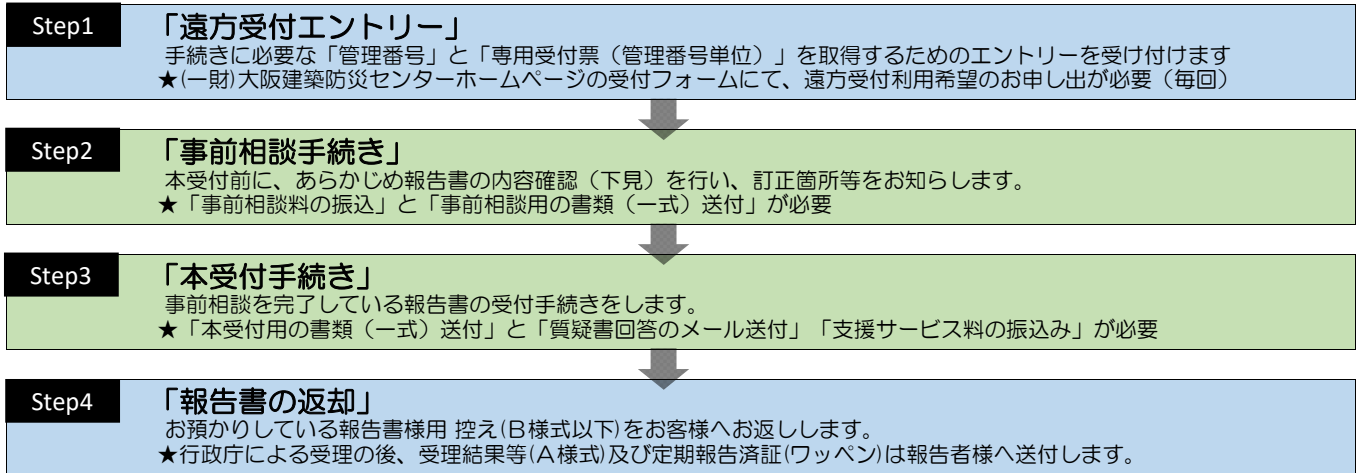 Step1
「遠方受付エントリー」
手続きに必要な「管理番号」と「専用受付票（管理番号単位）」を取得するためのエントリーを受け付けます
★(一財)大阪建築防災センターホームページの受付フォームにて、遠方受付利用希望のお申し出が必要（毎回）
Step2
「事前相談手続き」
本受付前に、あらかじめ報告書の内容確認（下見）を行い、訂正箇所等をお知らします。
★「事前相談料の振込」と「事前相談用の書類（一式）送付」が必要
Step3
「本受付手続き」
事前相談を完了している報告書の受付手続きをします。
★「本受付用の書類（一式）送付」と「質疑書回答のメール送付」「支援サービス料の振込み」が必要
Step4
「報告書の返却」
お預かりしている報告書様用 控え(Ｂ様式以下)をお客様へお返しします。
★行政庁による受理の後、受理結果等(Ａ様式)及び定期報告済証(ワッペン)は報告者様へ送付します。